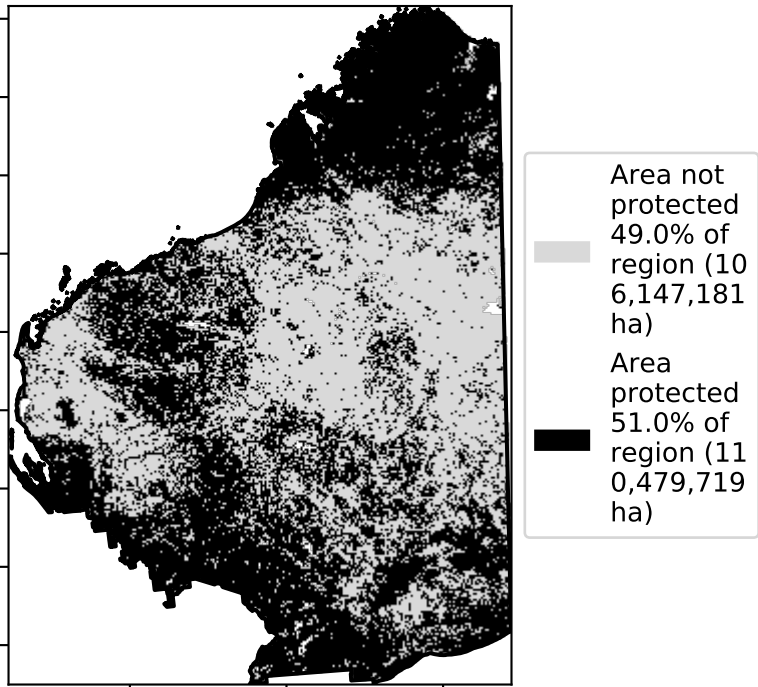 Area not
protected
49.0% of
region (10
6,147,181
ha)
Area
protected
51.0% of
region (11
0,479,719
ha)